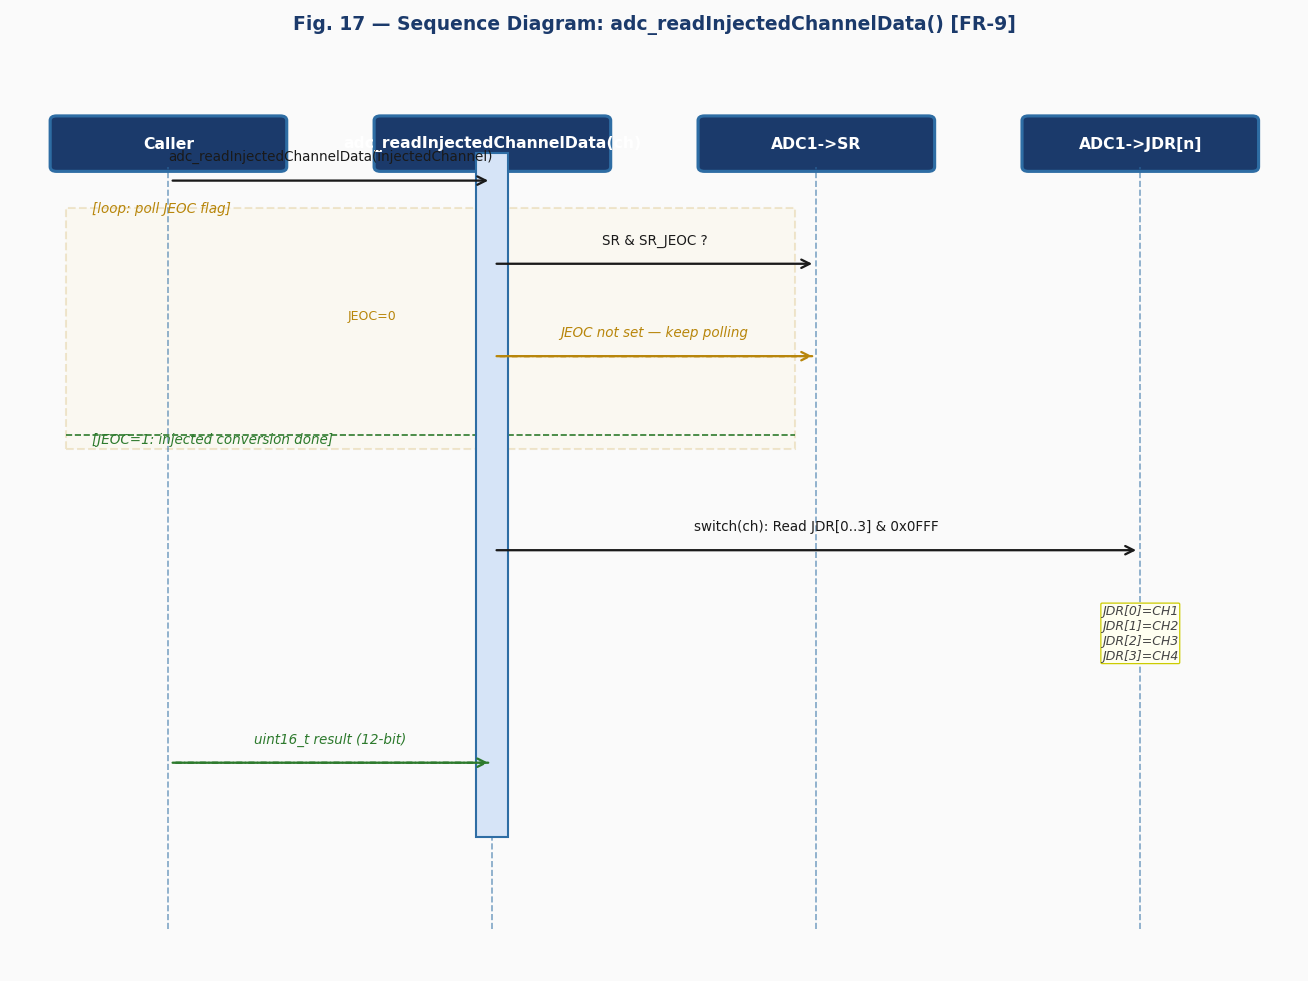 Fig. 17 — Sequence Diagram: adc_readInjectedChannelData() [FR-9]
Caller
adc_readInjectedChannelData(ch)
ADC1->SR
ADC1->JDR[n]
adc_readInjectedChannelData(injectedChannel)
[loop: poll JEOC flag]
SR & SR_JEOC ?
JEOC=0
JEOC not set — keep polling
[JEOC=1: injected conversion done]
switch(ch): Read JDR[0..3] & 0x0FFF
JDR[0]=CH1
JDR[1]=CH2
JDR[2]=CH3
JDR[3]=CH4
uint16_t result (12-bit)